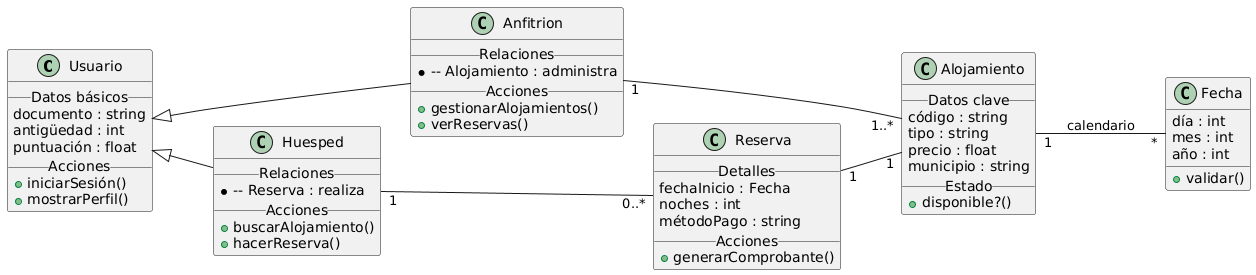 C Usuario
Datos básicos
documento : string
antigüedad : int
puntuación : float
Acciones
iniciarSesión()
mostrarPerfil()
C Huesped
Relaciones
-- Reserva : realiza
Acciones
buscarAlojamiento()
hacerReserva()
C Anfitrion
Relaciones
-- Alojamiento : administra
Acciones
gestionarAlojamientos()
verReservas()
C Reserva
Detalles
fechaInicio : Fecha
noches : int
métodoPago : string
Acciones
generarComprobante()
C Alojamiento
Datos clave
código : string
tipo : string
precio : float
municipio : string
Estado
disponible?()
C Fecha
día : int
mes : int
año : int
validar()
1
1..*
1
0..*
1
1
calendario
1
*